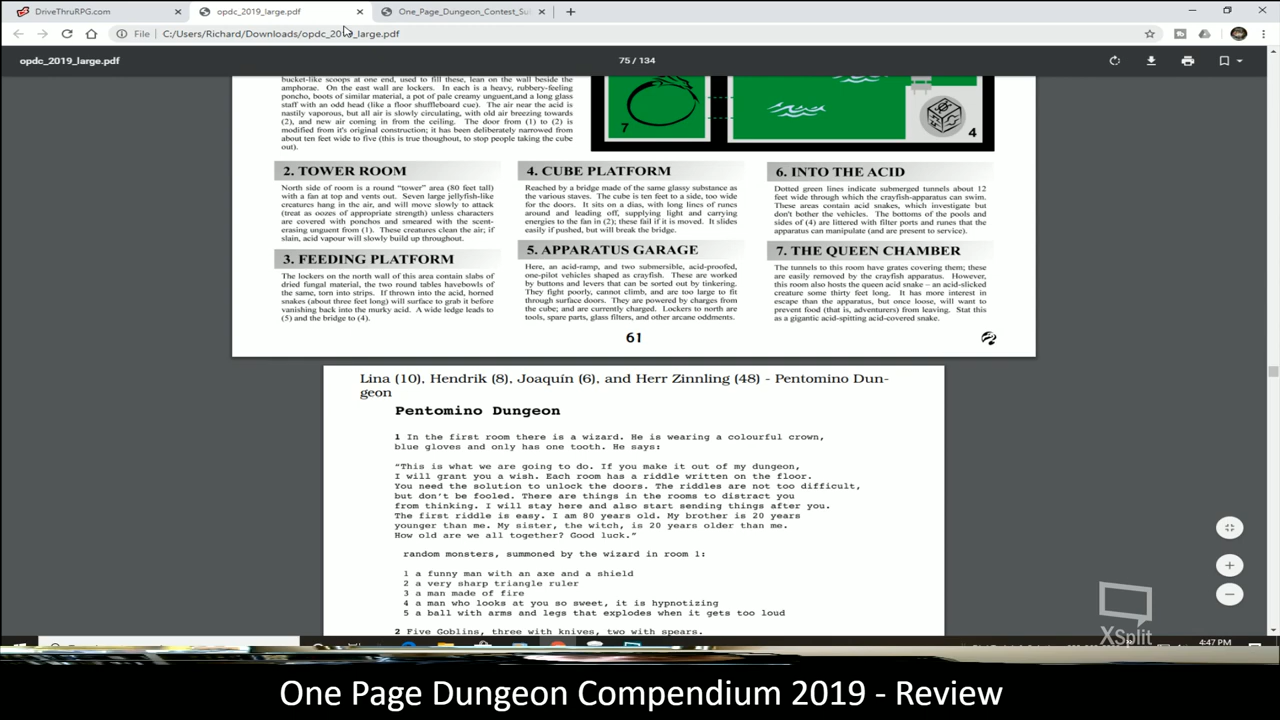 DriveThruRPG.com
opdc_2019_large.pdf
One_Page_Dungeon_Contest_Su
File
C:/Users/Richard/Downloads/opdc_2019_large.pdf
opdc_2019_large.pdf
75 / 134
bucket-like scoops at one end, used to fill these, lean on the wall beside the
amphorae. On the east wall are lockers. In each is a heavy, rubbery-feeling
poncho, boots of similar material, a pot of pale creamy unguent,and a long glass
staff with an odd head (like a floor shuffleboard cue). The air near the acid is
nastily vaporous, but all air is slowly circulating, with old air breezing towards
(2), and new air coming in from the ceiling. The door from (1) to (2) is
modified from it's original construction; it has been deliberately narrowed from
about ten feet wide to five (this is true thoughout, to stop people taking the cube
out).
7
4
2. TOWER ROOM
North side of room is a round "tower" area (80 feet tall)
with a fan at top and vents out. Seven large jellyfish-like
creatures hang in the air, and will move slowly to attack
(treat as oozes of appropriate strength) unless characters
are covered with ponchos and smeared with the scent-
erasing unguent from (1). These creatures clean the air; if
slain, acid vapour will slowly build up throughout.
3. FEEDING PLATFORM
The lockers on the north wall of this area contain slabs of
dried fungal material, the two round tables havebowls of
the same, torn into strips. If thrown into the acid, horned
snakes (about three feet long) will surface to grab it before
vanishing back into the murky acid. A wide ledge leads to
(5) and the bridge to (4).
4. CUBE PLATFORM
Reached by a bridge made of the same glassy substance as
the various staves. The cube is ten feet to a side, too wide
for the doors. It sits on a dias, with long lines of runcs
around and leading off, supplying light and carrying
energies to the fan in (2); these fail if it is moved. It slides
easily if pushed, but will break the bridge.
5. APPARATUS GARAGE
Here, an acid-ramp, and two submersible, acid-proofed,
one-pilot vehicles shaped as crayfish. These are worked
by buttons and levers that can be sorted out by tinkering.
They fight poorly, cannot climb, and are too large to fit
through surface doors. They are powered by charges from
the cube; and are currently charged. Lockers to north are
tools, spare parts, glass filters, and other arcane oddments.
6. INTO THE ACID
Dotted green lines indicate submerged tunnels about 12
feet wide through which the crayfish-apparatus can swim.
These areas contain acid snakes, which investigate but
don't bother the vehicles. The bottoms of the pools and
sides of (4) are littered with filter ports and runes that the
apparatus can manipulate (and are present to service).
7. THE QUEEN CHAMBER
The tunnels to this room have grates covering them; these
are easily removed by the crayfish apparatus. However,
this room also hosts the queen acid snake – an acid-slicked
creature some thirty feet long. It has more interest in
escape than the apparatus, but once loose, will want to
prevent food (that is, adventurers) from leaving. Stat this
as a gigantic acid-spitting acid-covered snake.
61
Lina (10), Hendrik (8), Joaquín (6), and Herr Zinnling (48) - Pentomino Dun-
geon
Pentomino Dungeon
1 In the first room there is a wizard. He is wearing a colourful crown,
blue gloves and only has one tooth. He says:
"This is what we are going to do. If you make it out of my dungeon,
I will grant you a wish. Each room has a riddle written on the floor.
You need the solution to unlock the doors. The riddles are not too difficult,
but don't be fooled. There are things in the rooms to distract you
from thinking. I will stay here and also start sending things after you.
The first riddle is easy. I am 80 years old. My brother is 20 years
younger than me. My sister, the witch, is 20 years older than me.
How old are we all together? Good luck."
random monsters, summoned by the wizard in room 1:
1 a funny man with an axe and a shield
2 a very sharp triangle ruler
3 a man made of fire
4 a man who looks at you so sweet, it is hypnotizing
5 a ball with arms and legs that explodes when it gets too loud
2 Five Goblins, three with knives, two with spears.
XSplit
4:47 PM
One Page Dungeon Compendium 2019 - Review